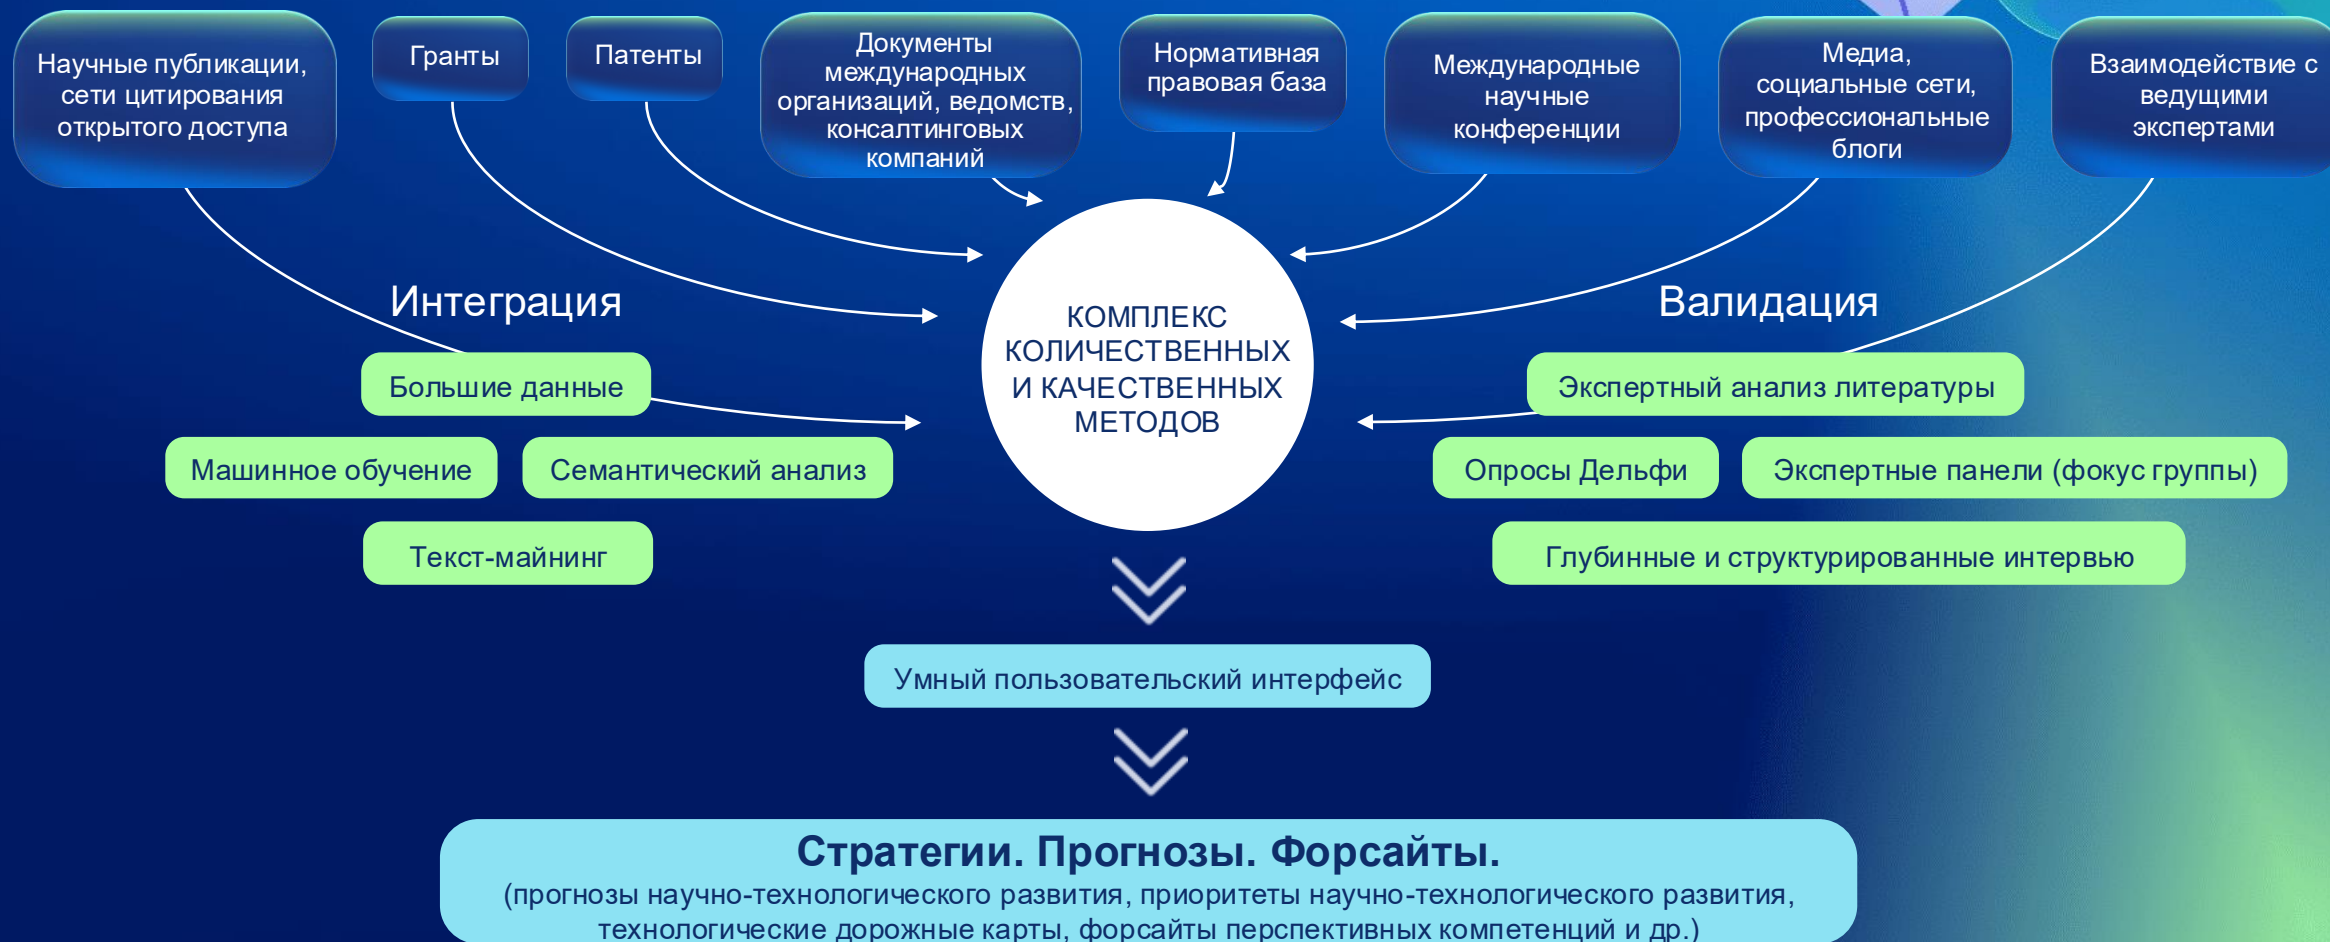 Научные публикации,
сети цитирования
открытого доступа
Гранты
Патенты
Документы
международных
организаций, ведомств,
консалтинговых
компаний
Нормативная
правовая база
Международные
научные
конференции
Медиа,
социальные сети,
профессиональные
блоги
Взаимодействие с
ведущими
экспертами
Интеграция
Большие данные
Машинное обучение
Семантический анализ
Текст-майнинг
КОМПЛЕКС
КОЛИЧЕСТВЕННЫХ
И КАЧЕСТВЕННЫХ
МЕТОДОВ
Валидация
Экспертный анализ литературы
Опросы Дельфи
Экспертные панели (фокус группы)
Глубинные и структурированные интервью
Умный пользовательский интерфейс
Стратегии. Прогнозы. Форсайты.
(прогнозы научно-технологического развития, приоритеты научно-технологического развития,
технологические дорожные карты, форсайты перспективных компетенций и др.)